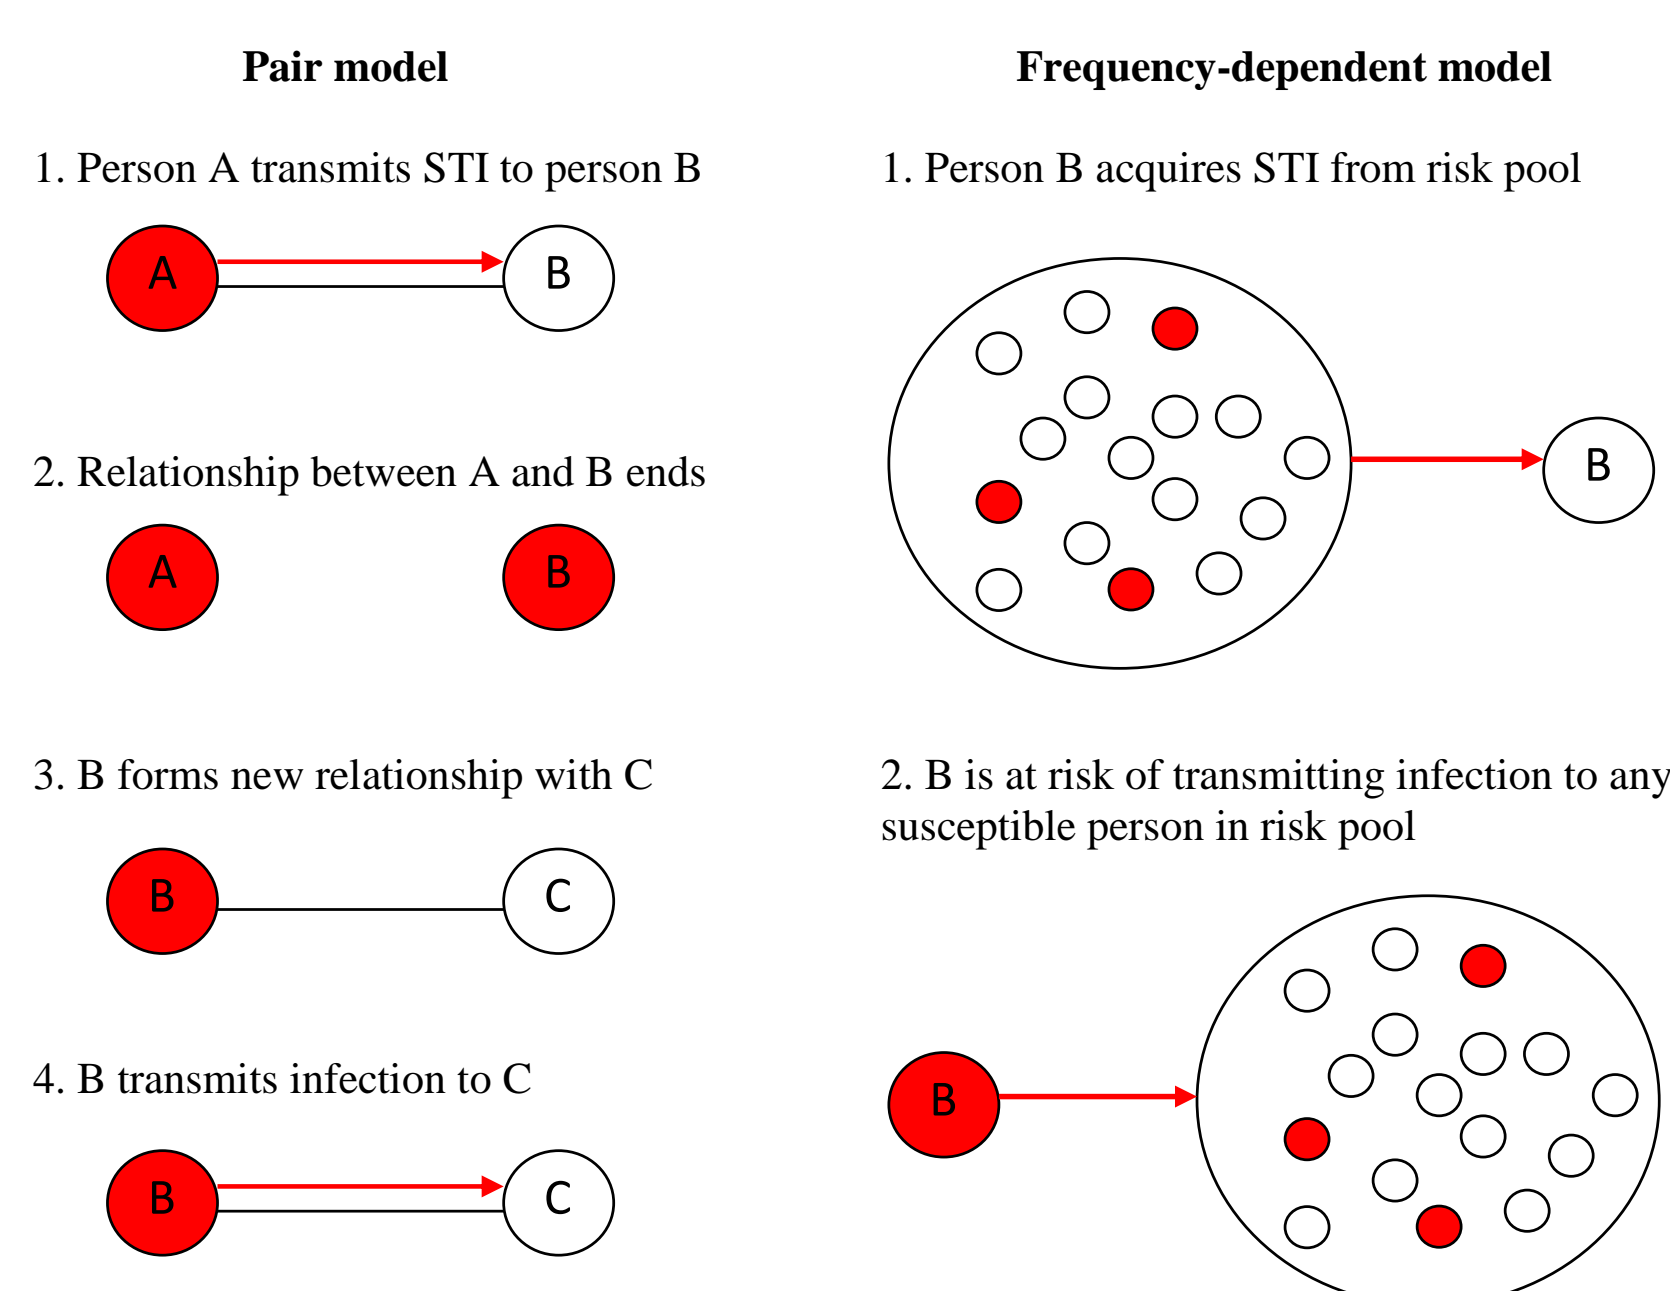 Pair model
1. Person A transmits STI to person B
A B
2. Relationship between A and B ends
A B
3. B forms new relationship with C
B C
4. B transmits infection to C
B C
Frequency-dependent model
1. Person B acquires STI from risk pool
B
2. B is at risk of transmitting infection to any
susceptible person in risk pool
B